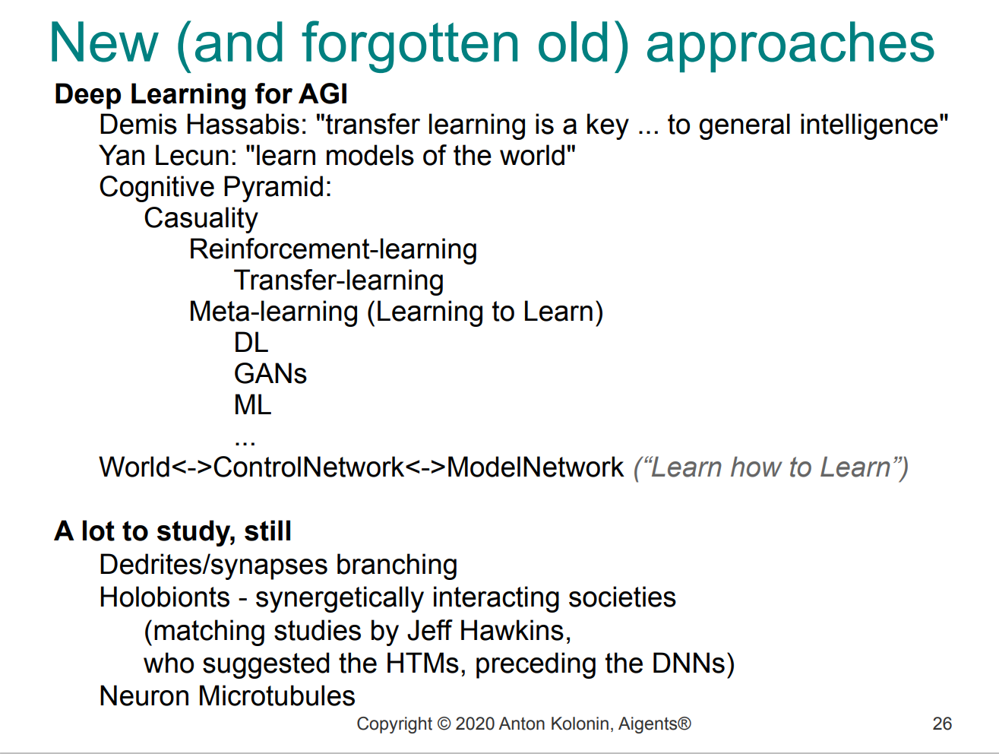 New (and forgotten old) approaches
Deep Learning for AGI
Demis Hassabis: "transfer learning is a key ... to general intelligence"
Yan Lecun: "learn models of the world"
Cognitive Pyramid:
Casuality
Reinforcement-learning
Transfer-learning
Meta-learning (Learning to Learn)
DL
GANs
ML
...
World<->ControlNetwork<->ModelNetwork (“Learn how to Learn”)
A lot to study, still
Dedrites/synapses branching
Holobionts - synergetically interacting societies
(matching studies by Jeff Hawkins,
who suggested the HTMs, preceding the DNNs)
Neuron Microtubules
Copyright © 2020 Anton Kolonin, Aigents® 26